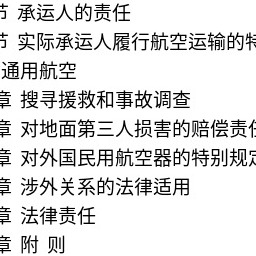 节 承运人的责任
节 实际承运人履行航空运输的特
通用航空
章 搜寻援救和事故调查
章 对地面第三人损害的赔偿责任
章 对外国民用航空器的特别规定
章 涉外关系的法律适用
章 法律责任
章 附 则